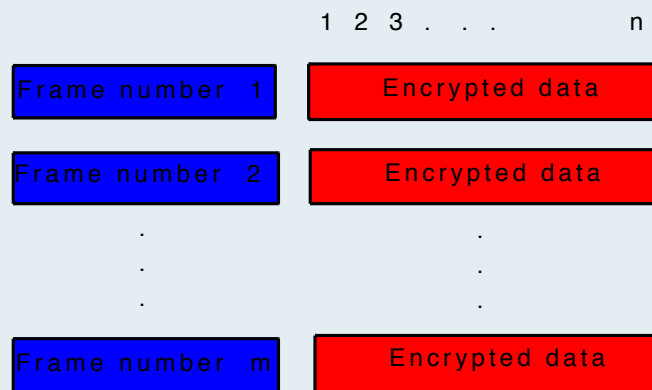 1 2 3 . . . n
Frame number 1 Encrypted data
Frame number 2 Encrypted data
. .
. .
. .
Frame number m Encrypted data